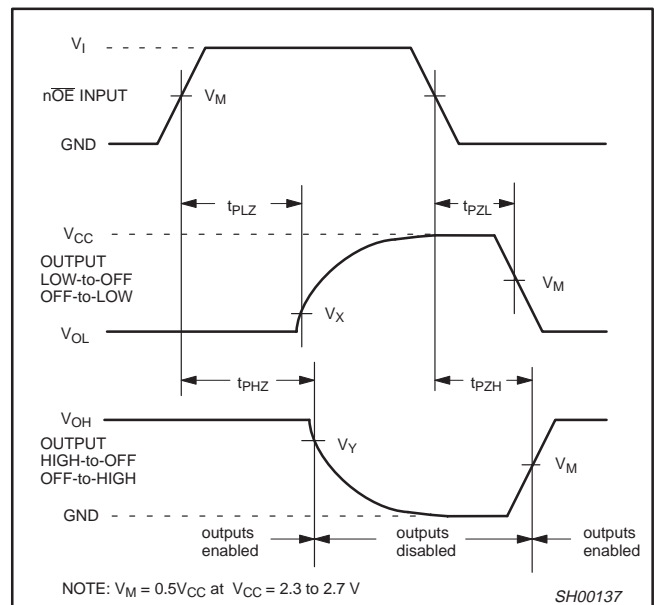 V_I
nOE INPUT
V_M
GND
t_PLZ
t_PZL
V_CC
OUTPUT
LOW-to-OFF
OFF-to-LOW
V_M
V_X
V_OL
t_PHZ
t_PZH
V_OH
OUTPUT
HIGH-to-OFF
OFF-to-HIGH
V_Y
V_M
GND
outputs
enabled
outputs
disabled
outputs
enabled
NOTE: V_M = 0.5V_CC at V_CC = 2.3 to 2.7 V
SH00137